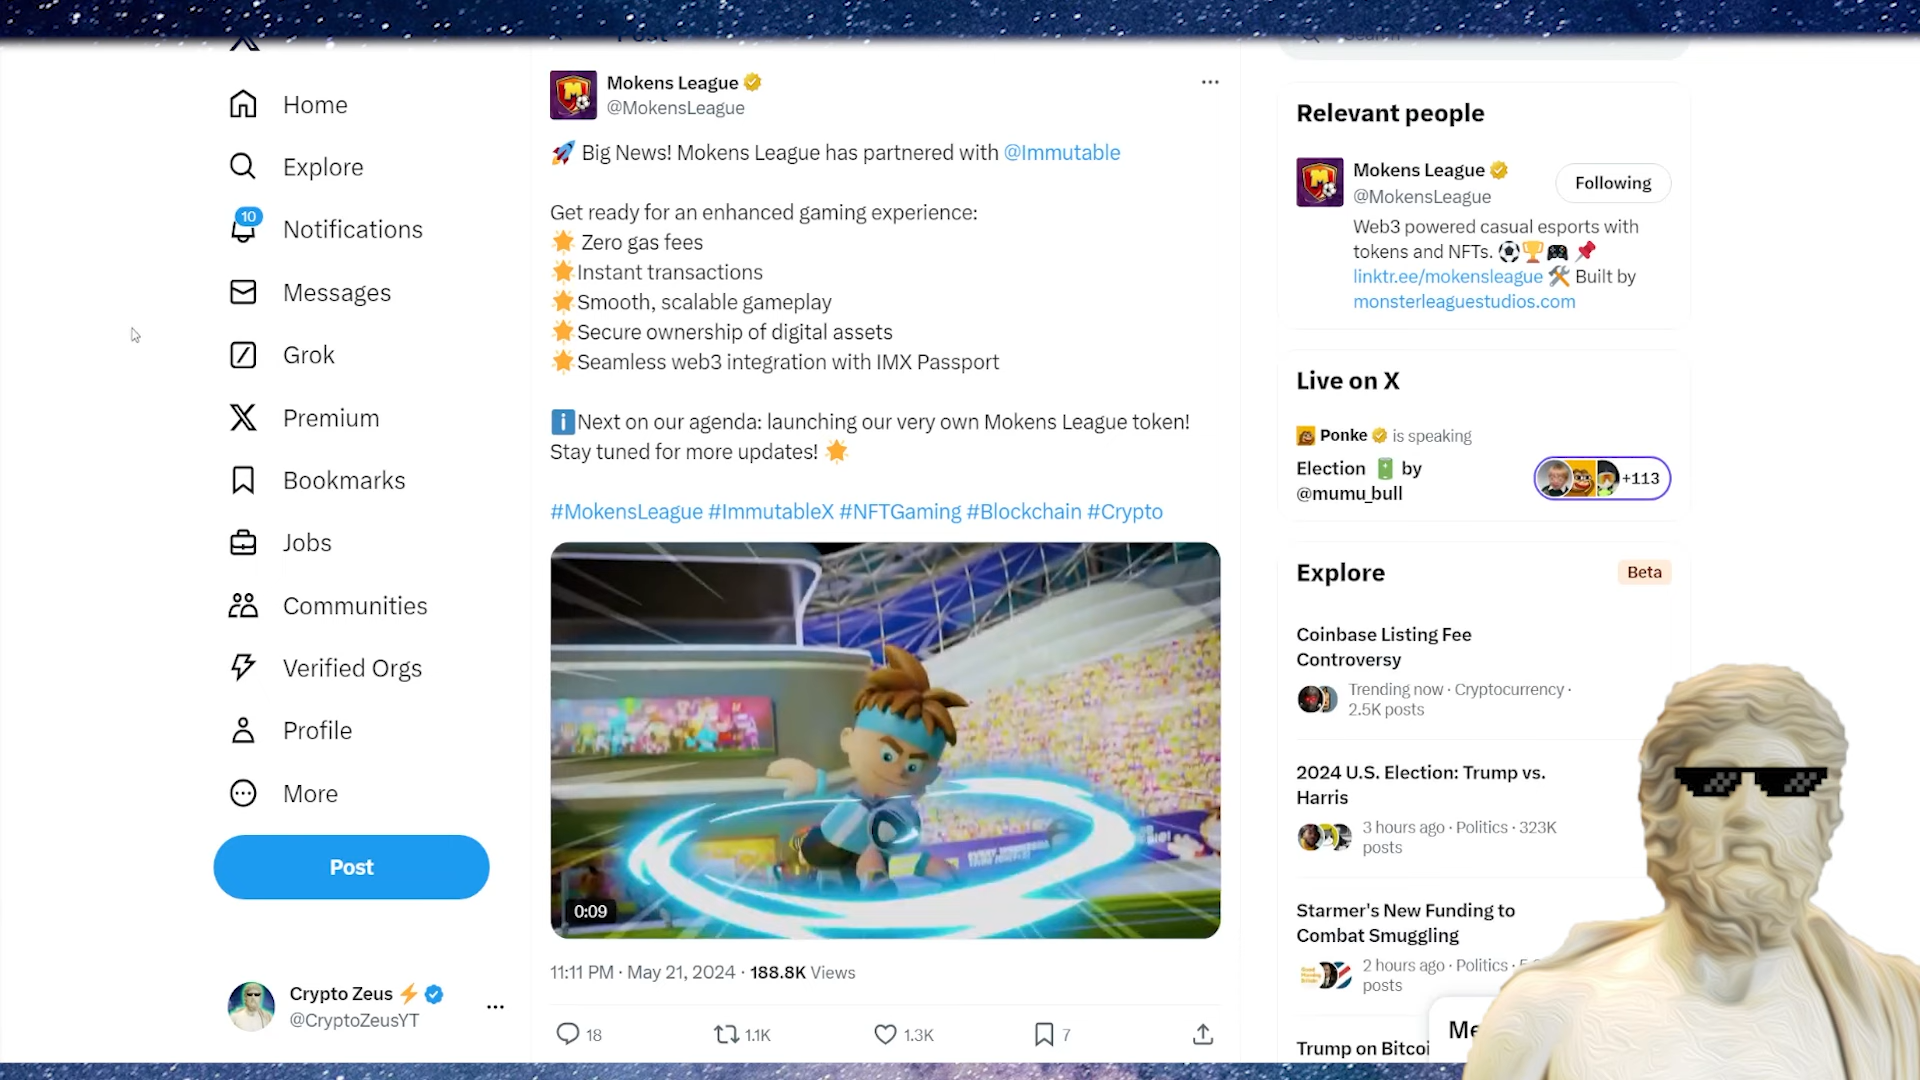 Home
Explore
10
Notifications
Messages
Grok
Premium
Bookmarks
Jobs
Communities
Verified Orgs
Profile
More
Post
Crypto Zeus
@CryptoZeusYT
Mokens League
@MokensLeague
Big News! Mokens League has partnered with @Immutable
Get ready for an enhanced gaming experience:
Zero gas fees
Instant transactions
Smooth, scalable gameplay
Secure ownership of digital assets
Seamless web3 integration with IMX Passport
Next on our agenda: launching our very own Mokens League token!
Stay tuned for more updates!
#MokensLeague #ImmutableX #NFTGaming #Blockchain #Crypto
0:09
11:11 PM · May 21, 2024 · 188.8K Views
18
1.1K
1.3K
7
Relevant people
Mokens League
@MokensLeague
Following
Web3 powered casual esports with
tokens and NFTs.
linktr.ee/mokensleague Built by
monsterleaguestudios.com
Live on X
Ponke is speaking
Election by
@mumu_bull
+113
Explore
Beta
Coinbase Listing Fee
Controversy
Trending now · Cryptocurrency ·
2.5K posts
2024 U.S. Election: Trump vs.
Harris
3 hours ago · Politics · 323K
posts
Starmer's New Funding to
Combat Smuggling
2 hours ago · Politics ·
posts
Trump on